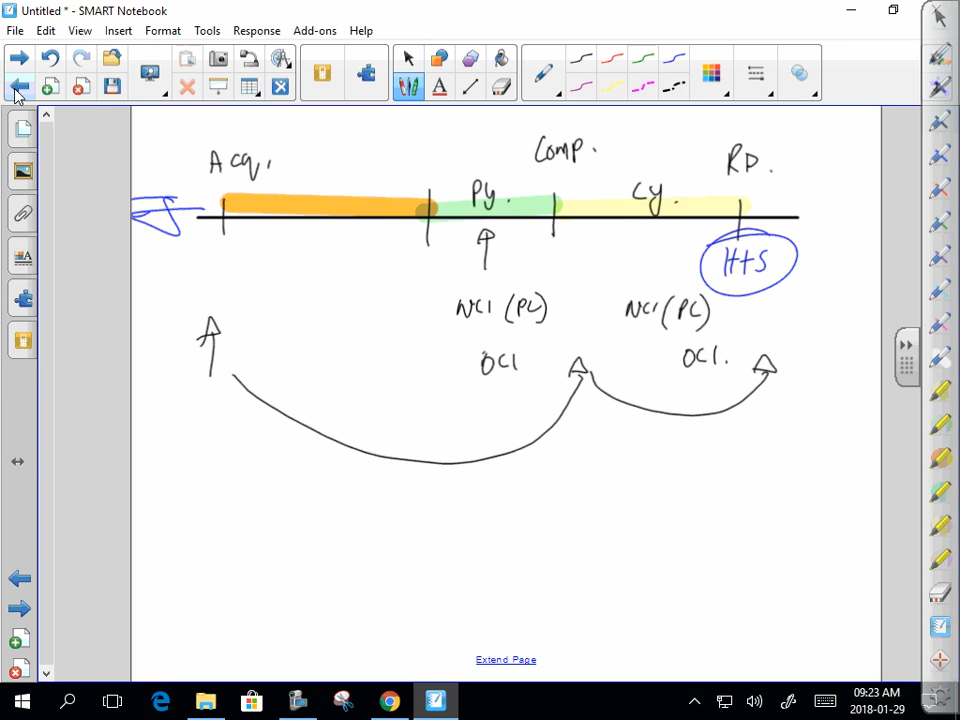 Untitled * - SMART Notebook
File Edit View Insert Format Tools Response Add-ons Help
Acq. Comp. RD.
PY. CY.
H+S
NCI (PL) NCI (PL)
OCI OCI.
Extend Page
09:23 AM
2018-01-29